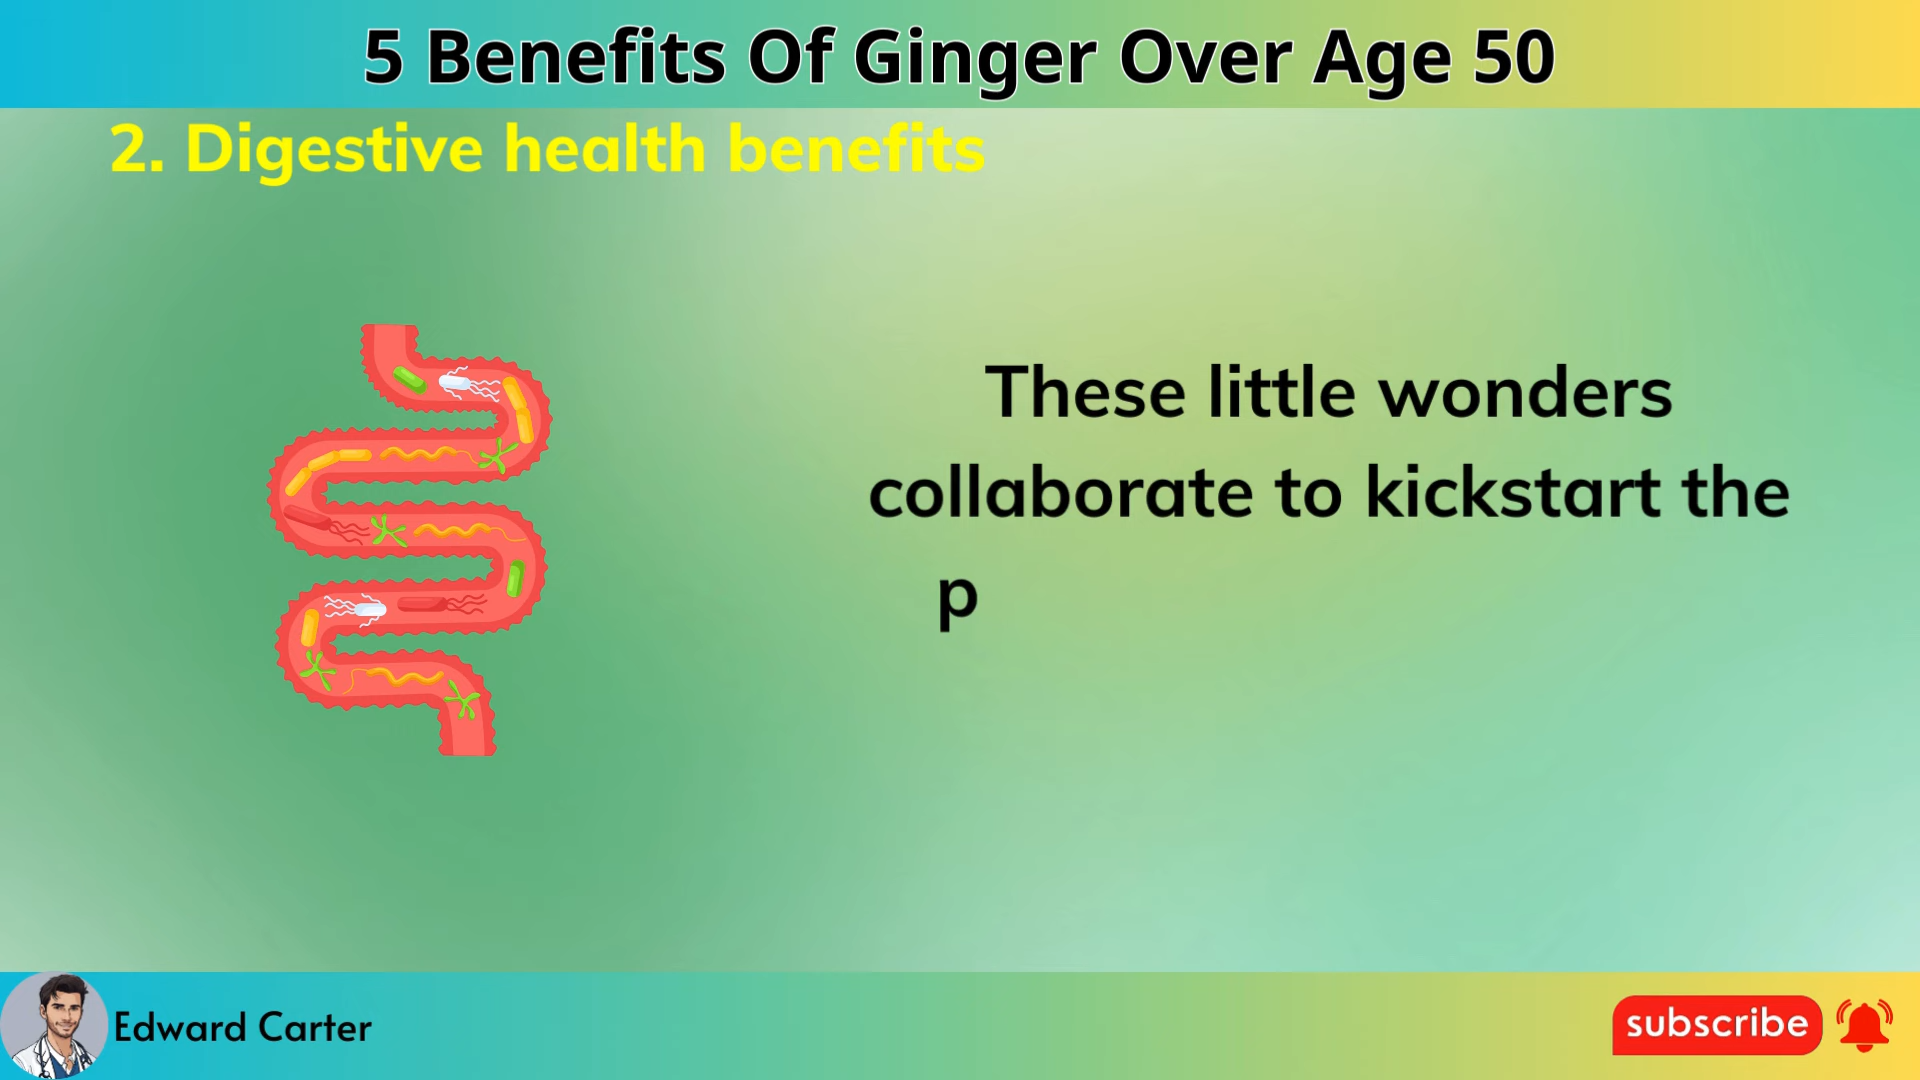 5 Benefits Of Ginger Over Age 50
2. Digestive health benefits
These little wonders
collaborate to kickstart the
p
Edward Carter
subscribe